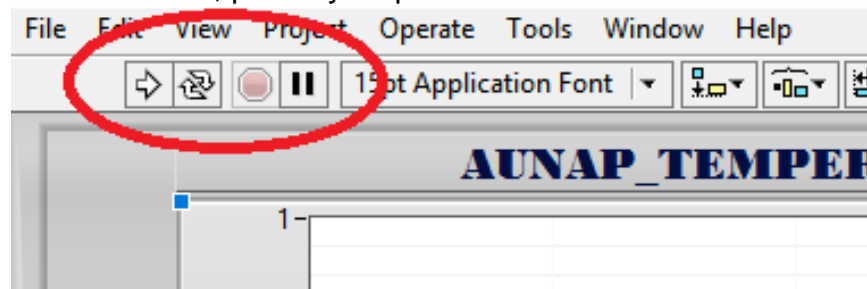 File Edit View Project Operate Tools Window Help
15pt Application Font
AUNAP_TEMPER
1